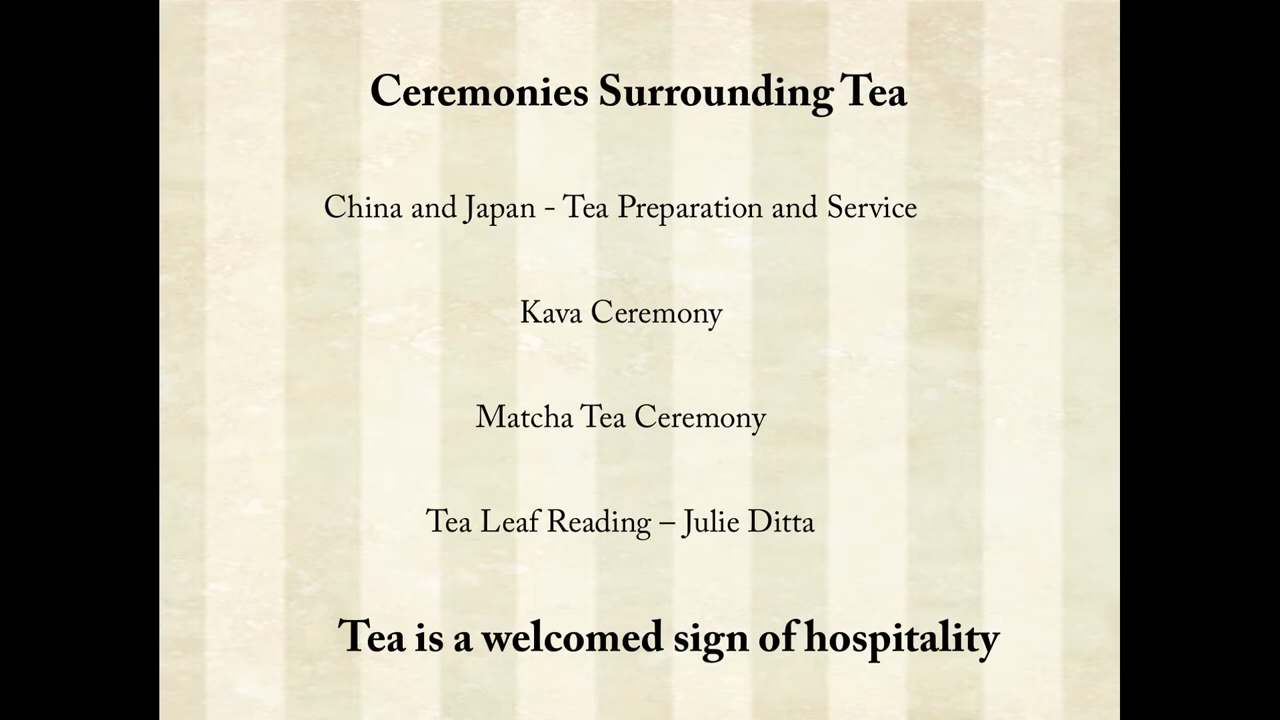 Ceremonies Surrounding Tea
China and Japan - Tea Preparation and Service
Kava Ceremony
Matcha Tea Ceremony
Tea Leaf Reading – Julie Ditta
Tea is a welcomed sign of hospitality